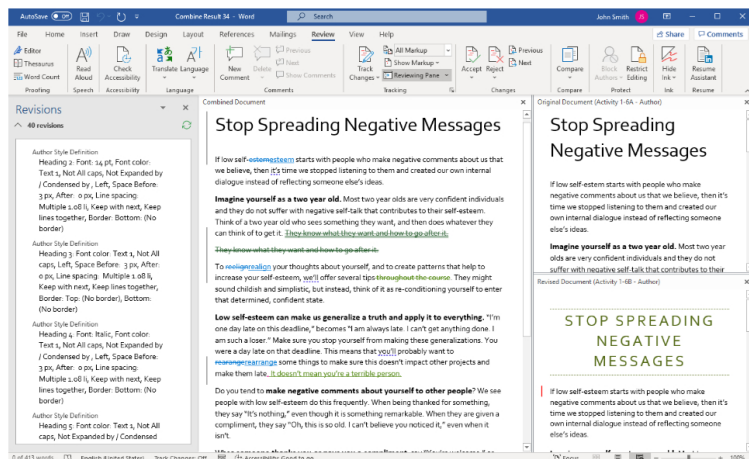 AutoSave Off Combine Result 34 - Word Search John Smith JS
File Home Insert Draw Design Layout References Mailings Review View Help Share Comments
Editor
Thesaurus
Word Count
Proofing
Read Aloud
Speech
Check Accessibility
Accessibility
Translate Language
Language
New Comment
Delete
Previous
Next
Show Comments
Comments
Track Changes
All Markup
Show Markup
Reviewing Pane
Tracking
Accept Reject
Previous
Next
Changes
Compare
Compare
Block Authors
Restrict Editing
Protect
Hide Ink
Ink
Resume Assistant
Resume
Revisions
40 revisions
Author Style Definition
Heading 2: Font: 14 pt, Font color:
Text 1, Not All caps, Not Expanded by
/ Condensed by , Left, Space Before:
3 px, After: 0 px, Line spacing:
Multiple 1.08 li, Keep with next, Keep
lines together, Border: Bottom: (No
border)
Author Style Definition
Heading 3: Font color: Text 1, Not All
caps, Left, Space Before: 3 px, After:
0 px, Line spacing: Multiple 1.08 li,
Keep with next, Keep lines together,
Border: Top: (No border), Bottom:
(No border)
Author Style Definition
Heading 4: Font: Italic, Font color:
Text 1, Not All caps, Not Expanded by
/ Condensed by , Left, Space Before:
3 px, After: 0 px, Line spacing:
Multiple 1.08 li, Keep with next, Keep
lines together, Border: Bottom: (No
border)
Author Style Definition
Heading 5: Font color: Text 1, Not All
caps, Not Expanded by / Condensed
Combined Document
Stop Spreading Negative Messages
If low self-esternesteem starts with people who make negative comments about us that
we believe, then it's time we stopped listening to them and created our own internal
dialogue instead of reflecting someone else's ideas.
Imagine yourself as a two year old. Most two year olds are very confident individuals
and they do not suffer with negative self-talk that contributes to their self-esteem.
Think of a two year old who sees something they want, and then does whatever they
can think of to get it. They know what they want and how to go after it.
They know what they want and how to go after it.
To reelignrealign your thoughts about yourself, and to create patterns that help to
increase your self-esteem, we'll offer several tips throughout the course. They might
sound childish and simplistic, but instead, think of it as re-conditioning yourself to enter
that determined, confident state.
Low self-esteem can make us generalize a truth and apply it to everything. "I'm
one day late on this deadline," becomes "I am always late. I can't get anything done. I
am such a loser." Make sure you stop yourself from making these generalizations. You
were a day late on that deadline. This means that you'll probably want to
rearangerearrange some things to make sure this doesn't impact other projects and
make them late. It doesn't mean you're a terrible person.
Do you tend to make negative comments about yourself to other people? We see
people with low self-esteem do this frequently. When being thanked for something,
they say "It's nothing," even though it is something remarkable. When they are given a
compliment, they say "Oh, this is so old. I can't believe you noticed it," even when it
isn't.
Original Document (Activity 1-6A - Author)
Stop Spreading
Negative Messages
If low self-estem starts with people who make
negative comments about us that we believe, then it's
time we stopped listening to them and created our
own internal dialogue instead of reflecting someone
else's ideas.
Imagine yourself as a two year old. Most two year
olds are very confident individuals and they do not
suffer with negative self-talk that contributes to their
Revised Document (Activity 1-6B - Author)
STOP SPREADING
NEGATIVE
MESSAGES
If low self-esteem starts with people who make
negative comments about us that we believe, then it's
time we stopped listening to them and created our
own internal dialogue instead of reflecting someone
else's ideas.
0 of 413 words English (United States) Track Changes: Off Accessibility: Good to go Focus 100%